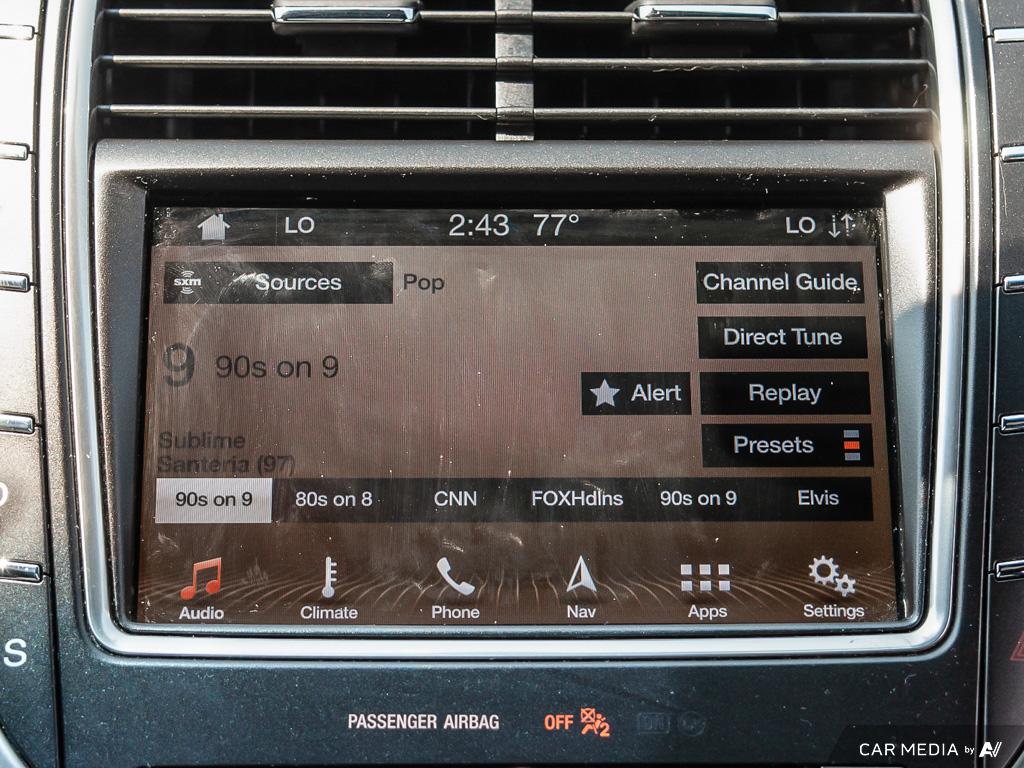 LO 2:43 77° LO
sxm Sources Pop Channel Guide
Direct Tune
9 90s on 9
Alert Replay
Presets
Sublime
Santeria (97)
90s on 9 80s on 8 CNN FOXHdlns 90s on 9 Elvis
Audio Climate Phone Nav Apps Settings
S
PASSENGER AIRBAG OFF 2
CAR MEDIA by